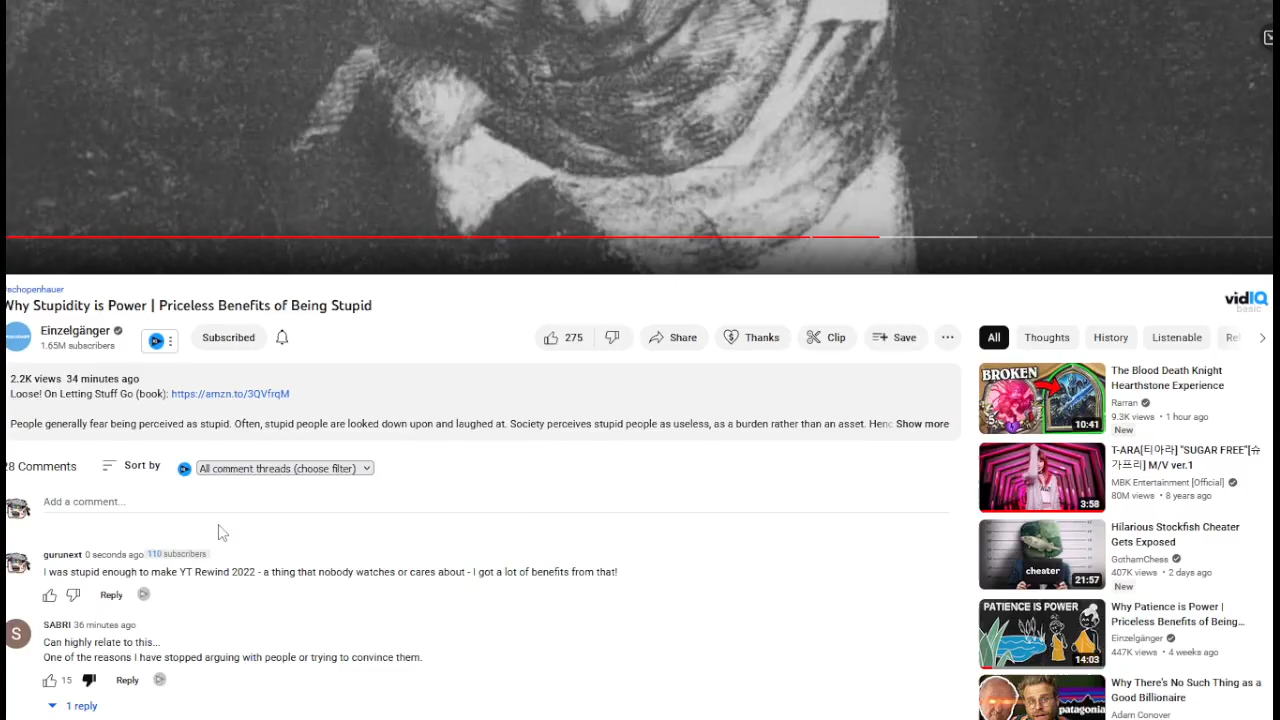 schopenhauer
Why Stupidity is Power | Priceless Benefits of Being Stupid
vidIQ
basic
Einzelgänger
1.65M subscribers
Subscribed
275
Share
Thanks
Clip
Save
All
Thoughts
History
Listenable
2.2K views 34 minutes ago
Loose! On Letting Stuff Go (book): https://amzn.to/3QVfrqM
People generally fear being perceived as stupid. Often, stupid people are looked down upon and laughed at. Society perceives stupid people as useless, as a burden rather than an asset. Henc Show more
28 Comments
Sort by
All comment threads (choose filter)
Add a comment...
gurunext 0 seconds ago 110 subscribers
I was stupid enough to make YT Rewind 2022 - a thing that nobody watches or cares about - I got a lot of benefits from that!
Reply
S
SABRI 36 minutes ago
Can highly relate to this...
One of the reasons I have stopped arguing with people or trying to convince them.
15
Reply
1 reply
BROKEN
10:41
The Blood Death Knight
Hearthstone Experience
Rarran
9.3K views • 1 hour ago
New
3:58
T-ARA[티아라] "SUGAR FREE"[슈
가프리] M/V ver.1
MBK Entertainment [Official]
80M views • 8 years ago
cheater
21:57
Hilarious Stockfish Cheater
Gets Exposed
GothamChess
407K views • 2 days ago
New
PATIENCE IS POWER
14:03
Why Patience is Power |
Priceless Benefits of Being...
Einzelgänger
447K views • 4 weeks ago
patagonia
Why There's No Such Thing as a
Good Billionaire
Adam Conover